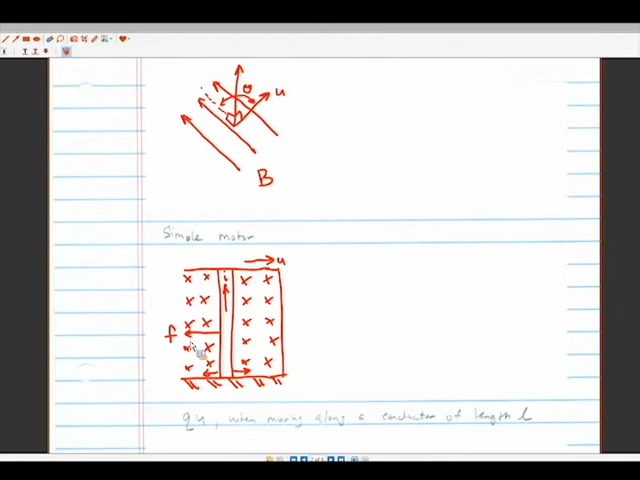 θ
u
B
Simple motor
u
i
f
qu, when moving along a conductor of length l